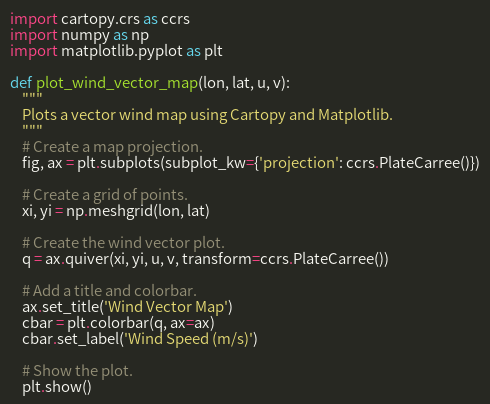 import cartopy.crs as ccrs
import numpy as np
import matplotlib.pyplot as plt

def plot_wind_vector_map(lon, lat, u, v):
    """
    Plots a vector wind map using Cartopy and Matplotlib.
    """
    # Create a map projection.
    fig, ax = plt.subplots(subplot_kw={'projection': ccrs.PlateCarree()})

    # Create a grid of points.
    xi, yi = np.meshgrid(lon, lat)

    # Create the wind vector plot.
    q = ax.quiver(xi, yi, u, v, transform=ccrs.PlateCarree())

    # Add a title and colorbar.
    ax.set_title('Wind Vector Map')
    cbar = plt.colorbar(q, ax=ax)
    cbar.set_label('Wind Speed (m/s)')

    # Show the plot.
    plt.show()